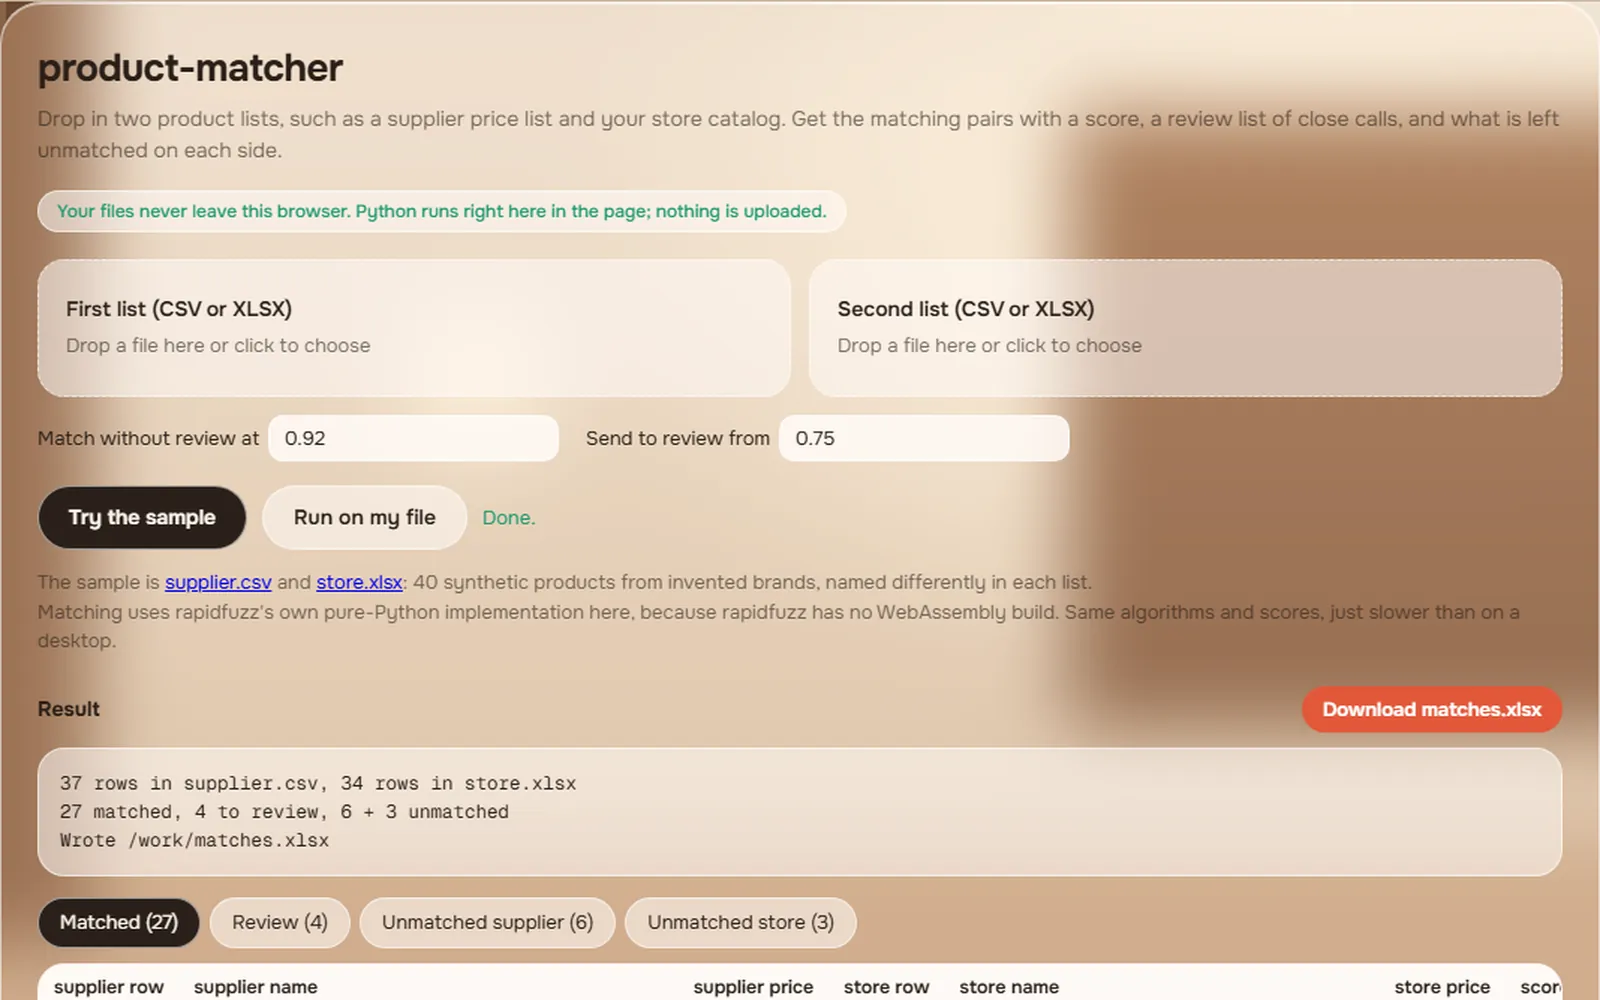 product-matcher
Drop in two product lists, such as a supplier price list and your store catalog. Get the matching pairs with a score, a review list of close calls, and what is left
unmatched on each side.
Your files never leave this browser. Python runs right here in the page; nothing is uploaded.
First list (CSV or XLSX)
Drop a file here or click to choose
Second list (CSV or XLSX)
Drop a file here or click to choose
Match without review at 0.92 Send to review from 0.75
Try the sample Run on my file Done.
The sample is supplier.csv and store.xlsx: 40 synthetic products from invented brands, named differently in each list.
Matching uses rapidfuzz's own pure-Python implementation here, because rapidfuzz has no WebAssembly build. Same algorithms and scores, just slower than on a
desktop.
Result Download matches.xlsx
37 rows in supplier.csv, 34 rows in store.xlsx
27 matched, 4 to review, 6 + 3 unmatched
Wrote /work/matches.xlsx
Matched (27) Review (4) Unmatched supplier (6) Unmatched store (3)
supplier row supplier name supplier price store row store name store price